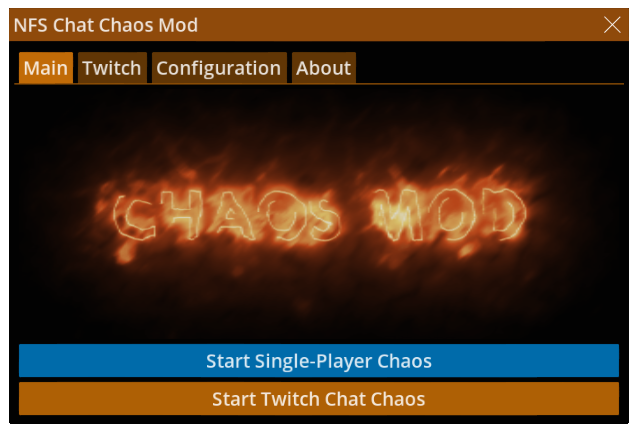 NFS Chat Chaos Mod
Main Twitch Configuration About
CHAOS MOD
Start Single-Player Chaos
Start Twitch Chat Chaos